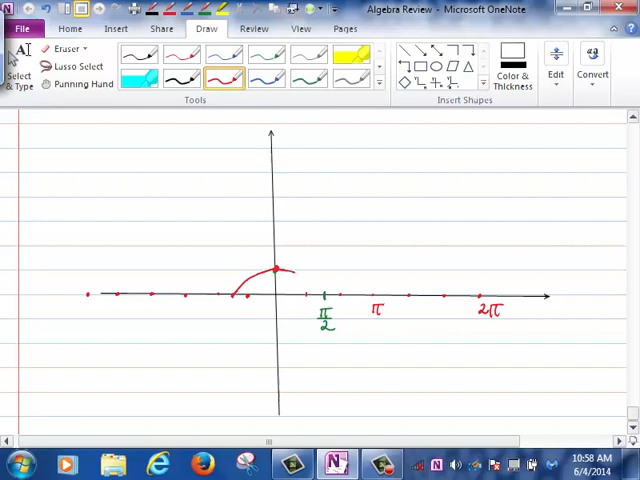 Algebra Review - Microsoft OneNote
File Home Insert Share Draw Review View Pages
Select & Type
Eraser
Lasso Select
Panning Hand
Color & Thickness
Edit
Convert
Tools
Insert Shapes
π/2 π 2π
10:58 AM
6/4/2014